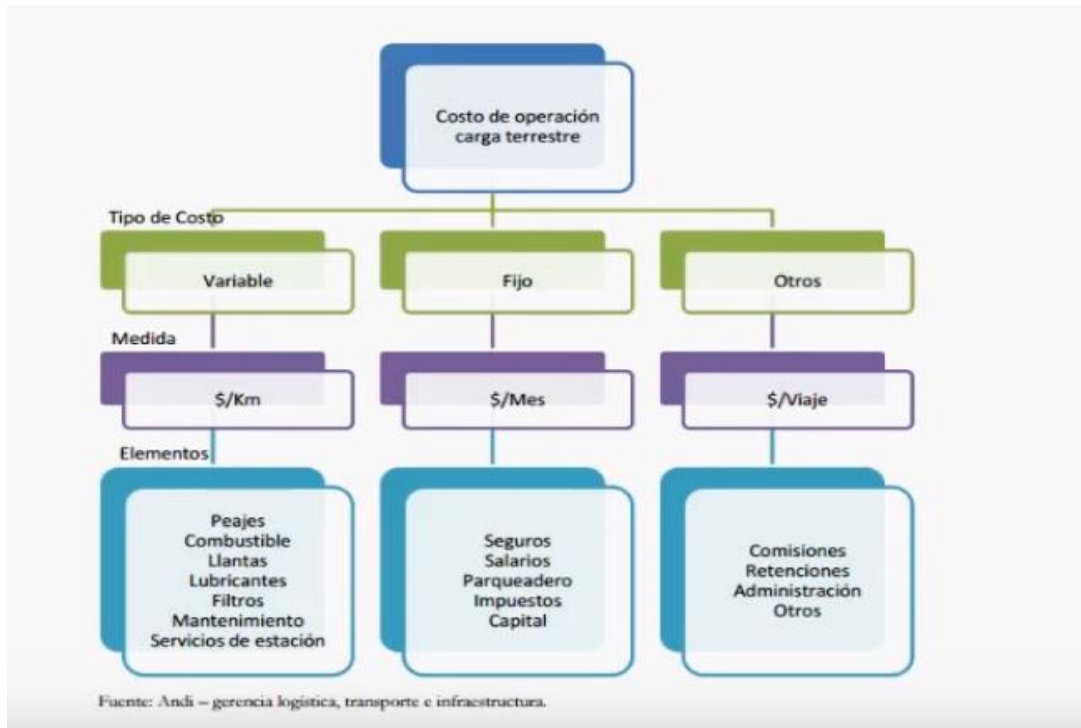 Costo de operación
carga terrestre
Tipo de Costo
Variable
Fijo
Otros
Medida
$/Km
$/Mes
$/Viaje
Elementos
Peajes
Combustible
Llantas
Lubricantes
Filtros
Mantenimiento
Servicios de estación
Seguros
Salarios
Parqueadero
Impuestos
Capital
Comisiones
Retenciones
Administración
Otros
Fuente: Andi – gerencia logística, transporte e infraestructura.